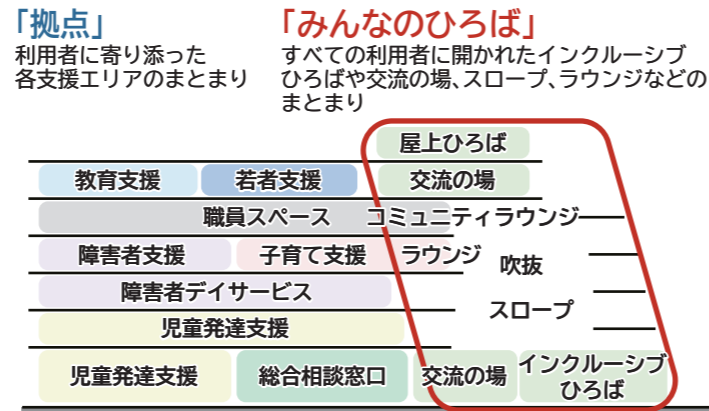 「拠点」
利用者に寄り添った
各支援エリアのまとまり
「みんなのひろば」
すべての利用者に開かれたインクルーシブ
ひろばや交流の場、スロープ、ラウンジなどの
まとまり
屋上ひろば
教育支援 若者支援 交流の場
職員スペース コミュニティラウンジ
障害者支援 子育て支援 ラウンジ
吹抜
障害者デイサービス スロープ
児童発達支援
児童発達支援 総合相談窓口 交流の場 インクルーシブ
ひろば